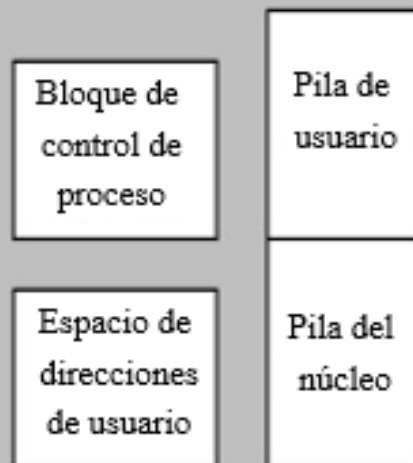 Bloque de
control de
proceso
Pila de
usuario
Espacio de
direcciones
de usuario
Pila del
núcleo